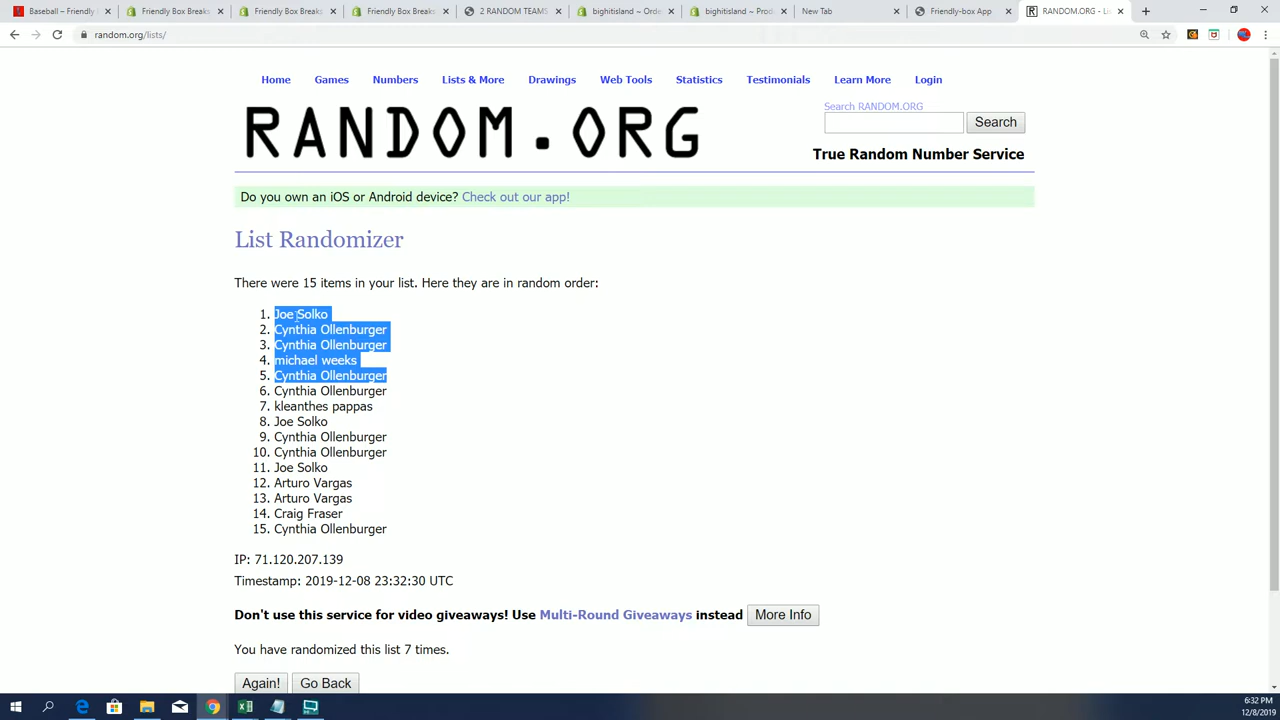 Baseball – Friendly
Friendly Box Breaks
Friendly Box Breaks
Friendly Box Breaks
2 RANDOM TEAMS
bighitisland ~ Orde
bighitisland ~ Prod
New Tab
Friendly-box App
RANDOM.ORG - Li
random.org/lists/
Home Games Numbers Lists & More Drawings Web Tools Statistics Testimonials Learn More Login
RANDOM.ORG
Search RANDOM.ORG
Search
True Random Number Service
Do you own an iOS or Android device? Check out our app!
List Randomizer
There were 15 items in your list. Here they are in random order:
1. Joe Solko
2. Cynthia Ollenburger
3. Cynthia Ollenburger
4. michael weeks
5. Cynthia Ollenburger
6. Cynthia Ollenburger
7. kleanthes pappas
8. Joe Solko
9. Cynthia Ollenburger
10. Cynthia Ollenburger
11. Joe Solko
12. Arturo Vargas
13. Arturo Vargas
14. Craig Fraser
15. Cynthia Ollenburger
IP: 71.120.207.139
Timestamp: 2019-12-08 23:32:30 UTC
Don't use this service for video giveaways! Use Multi-Round Giveaways instead More Info
You have randomized this list 7 times.
Again! Go Back
6:32 PM
12/8/2019